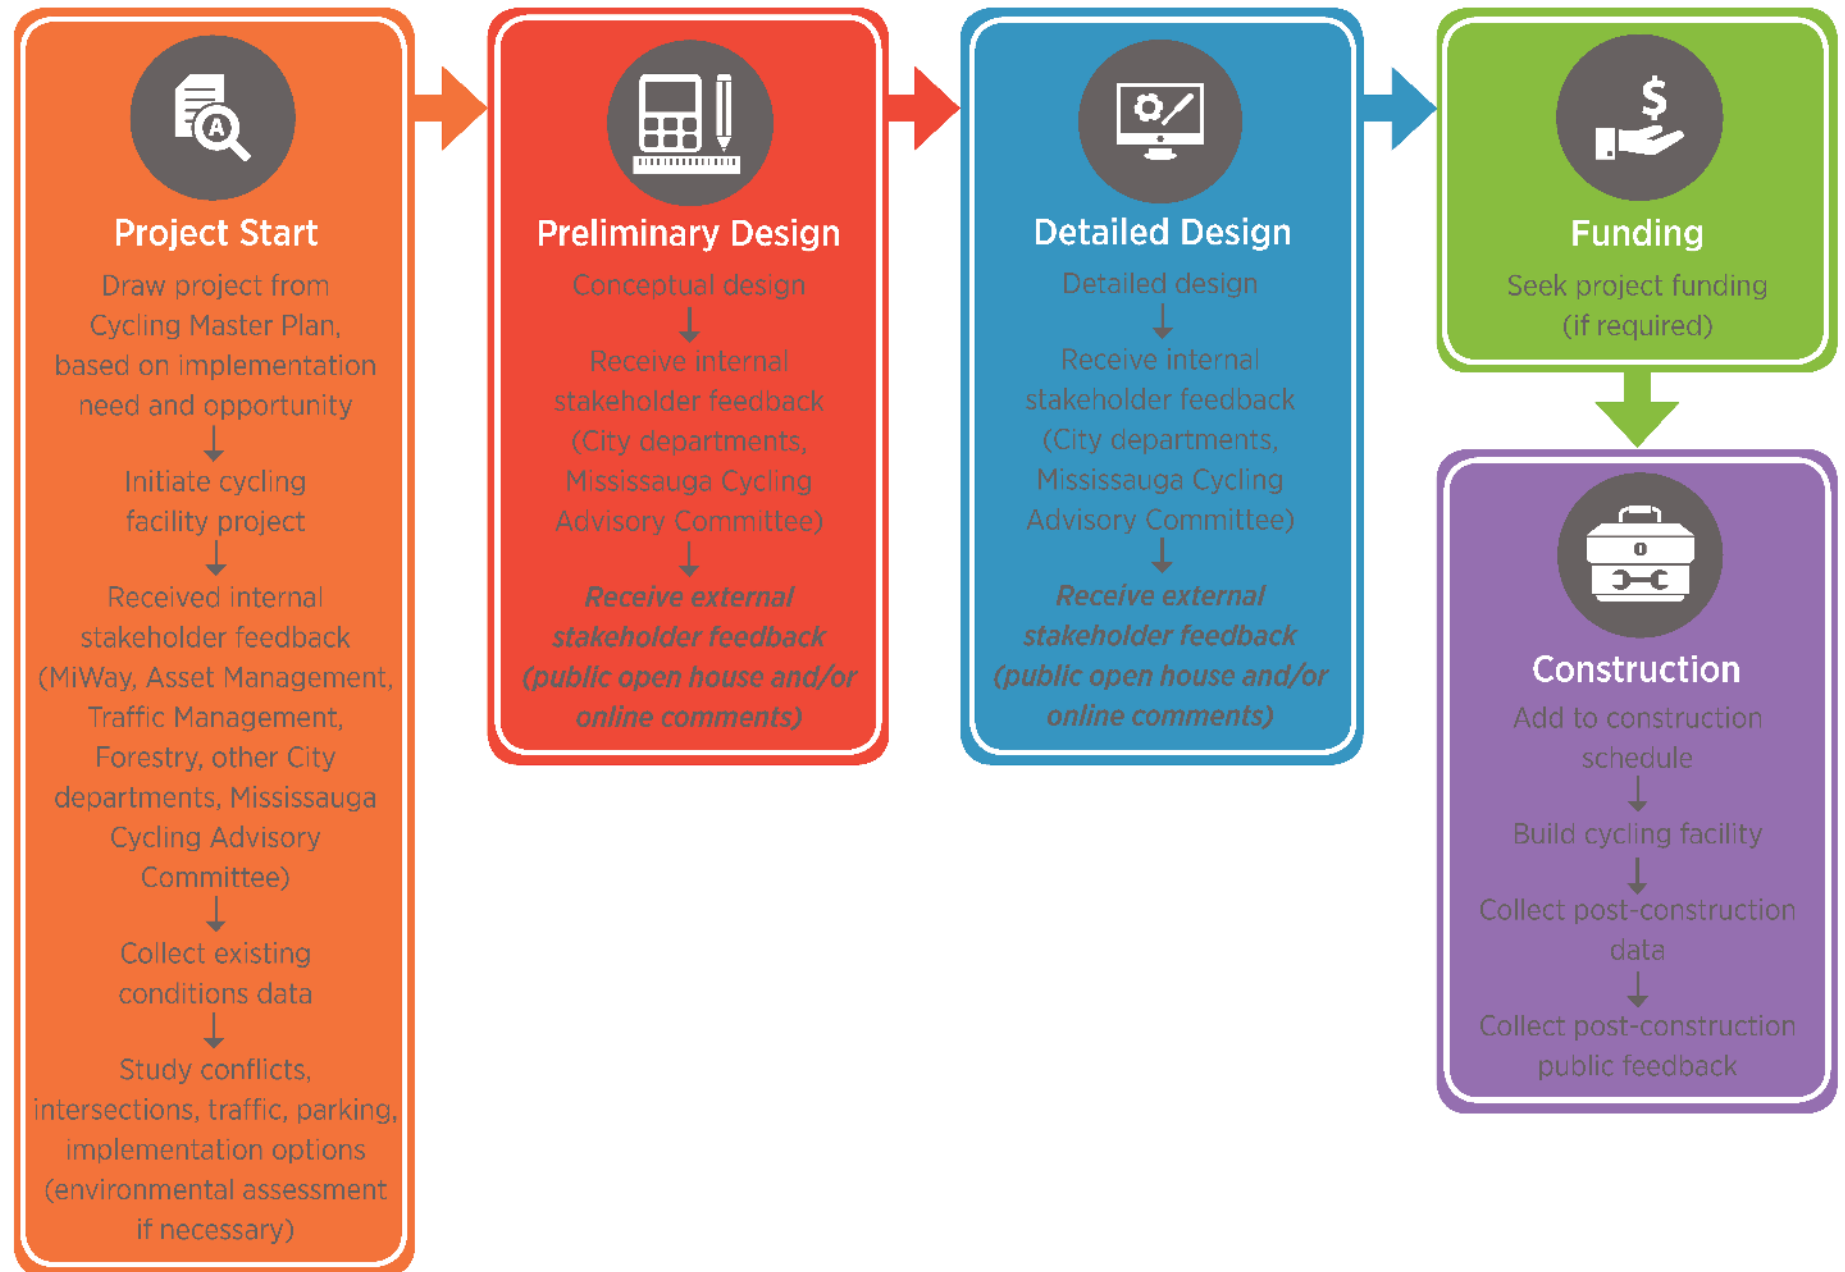 A
Project Start
Draw project from
Cycling Master Plan,
based on implementation
need and opportunity
Initiate cycling
facility project
Received internal
stakeholder feedback
(MiWay, Asset Management,
Traffic Management,
Forestry, other City
departments, Mississauga
Cycling Advisory
Committee)
Collect existing
conditions data
Study conflicts,
intersections, traffic, parking,
implementation options
(environmental assessment
if necessary)
Preliminary Design
Conceptual design
Receive internal
stakeholder feedback
(City departments,
Mississauga Cycling
Advisory Committee)
Receive external
stakeholder feedback
(public open house and/or
online comments)
Detailed Design
Detailed design
Receive internal
stakeholder feedback
(City departments,
Mississauga Cycling
Advisory Committee)
Receive external
stakeholder feedback
(public open house and/or
online comments)
$
Funding
Seek project funding
(if required)
Construction
Add to construction
schedule
Build cycling facility
Collect post-construction
data
Collect post-construction
public feedback